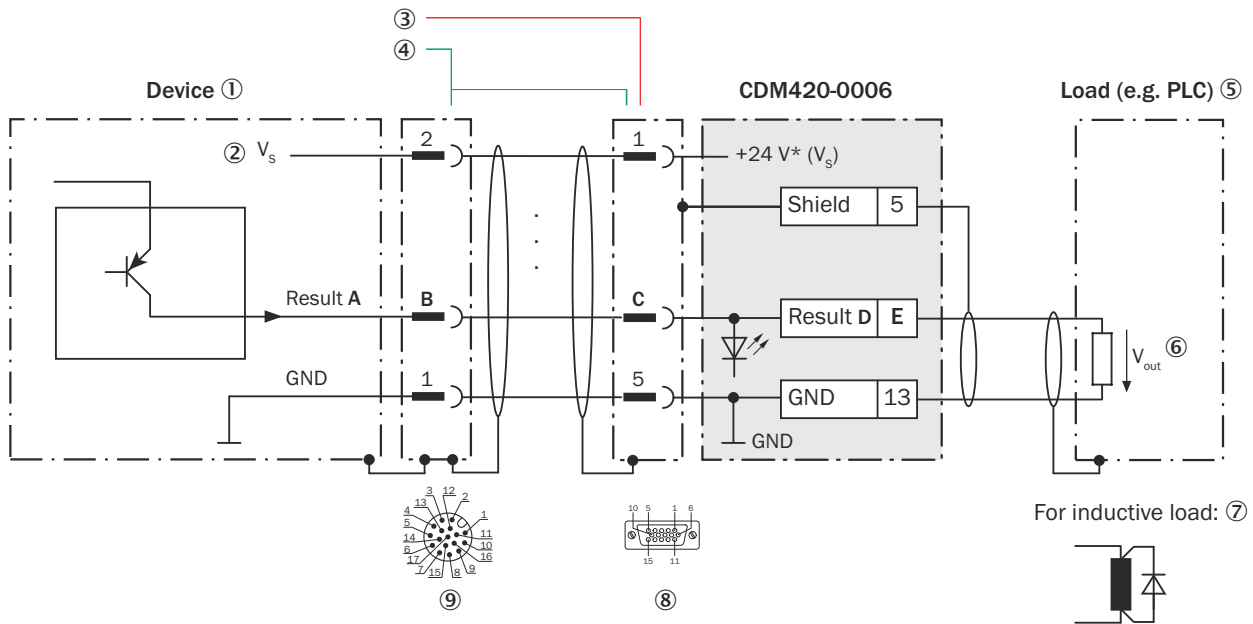 ③
④
Device ①
CDM420-0006
Load (e.g. PLC) ⑤
② Vs
2
1
+24 V* (Vs)
Shield 5
Result A
B
C
Result D E
Vout ⑥
GND
1
5
GND 13
GND
3 12 2
13
4
5
14
6
17
7 15 8 9
16
10
11
1
10 5 1 6
15 11
⑨
⑧
For inductive load: ⑦